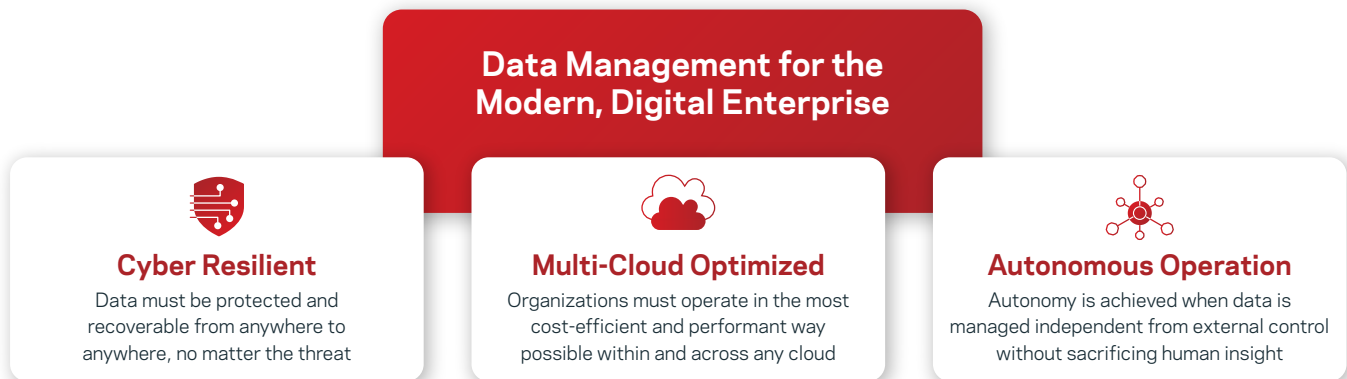 Data Management for the
Modern, Digital Enterprise
Cyber Resilient
Data must be protected and
recoverable from anywhere to
anywhere, no matter the threat
Multi-Cloud Optimized
Organizations must operate in the most
cost-efficient and performant way
possible within and across any cloud
Autonomous Operation
Autonomy is achieved when data is
managed independent from external control
without sacrificing human insight